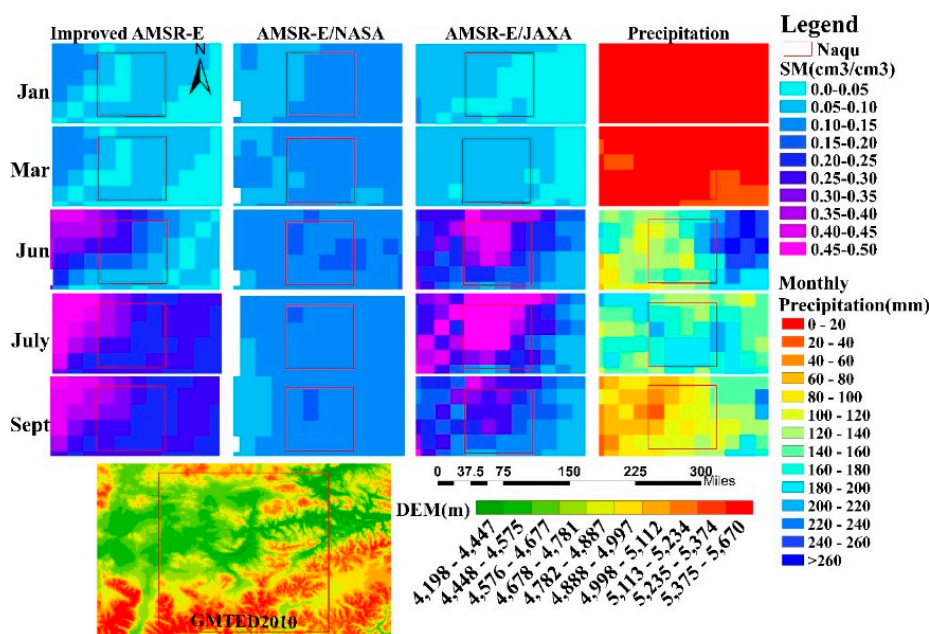 Improved AMSR-E
AMSR-E/NASA
AMSR-E/JAXA
Precipitation
N
Jan
Mar
Jun
July
Sept
Legend
Naqu
SM(cm3/cm3)
0.0-0.05
0.05-0.10
0.10-0.15
0.15-0.20
0.20-0.25
0.25-0.30
0.30-0.35
0.35-0.40
0.40-0.45
0.45-0.50
Monthly
Precipitation(mm)
0 - 20
20 - 40
40 - 60
60 - 80
80 - 100
100 - 120
120 - 140
140 - 160
160 - 180
180 - 200
200 - 220
220 - 240
240 - 260
>260
0 37.5 75 150 225 300
Miles
DEM(m)
4,198 - 4,447
4,448 - 4,575
4,576 - 4,677
4,678 - 4,781
4,782 - 4,887
4,888 - 4,997
4,998 - 5,112
5,113 - 5,234
5,235 - 5,374
5,375 - 5,670
GMTED2010